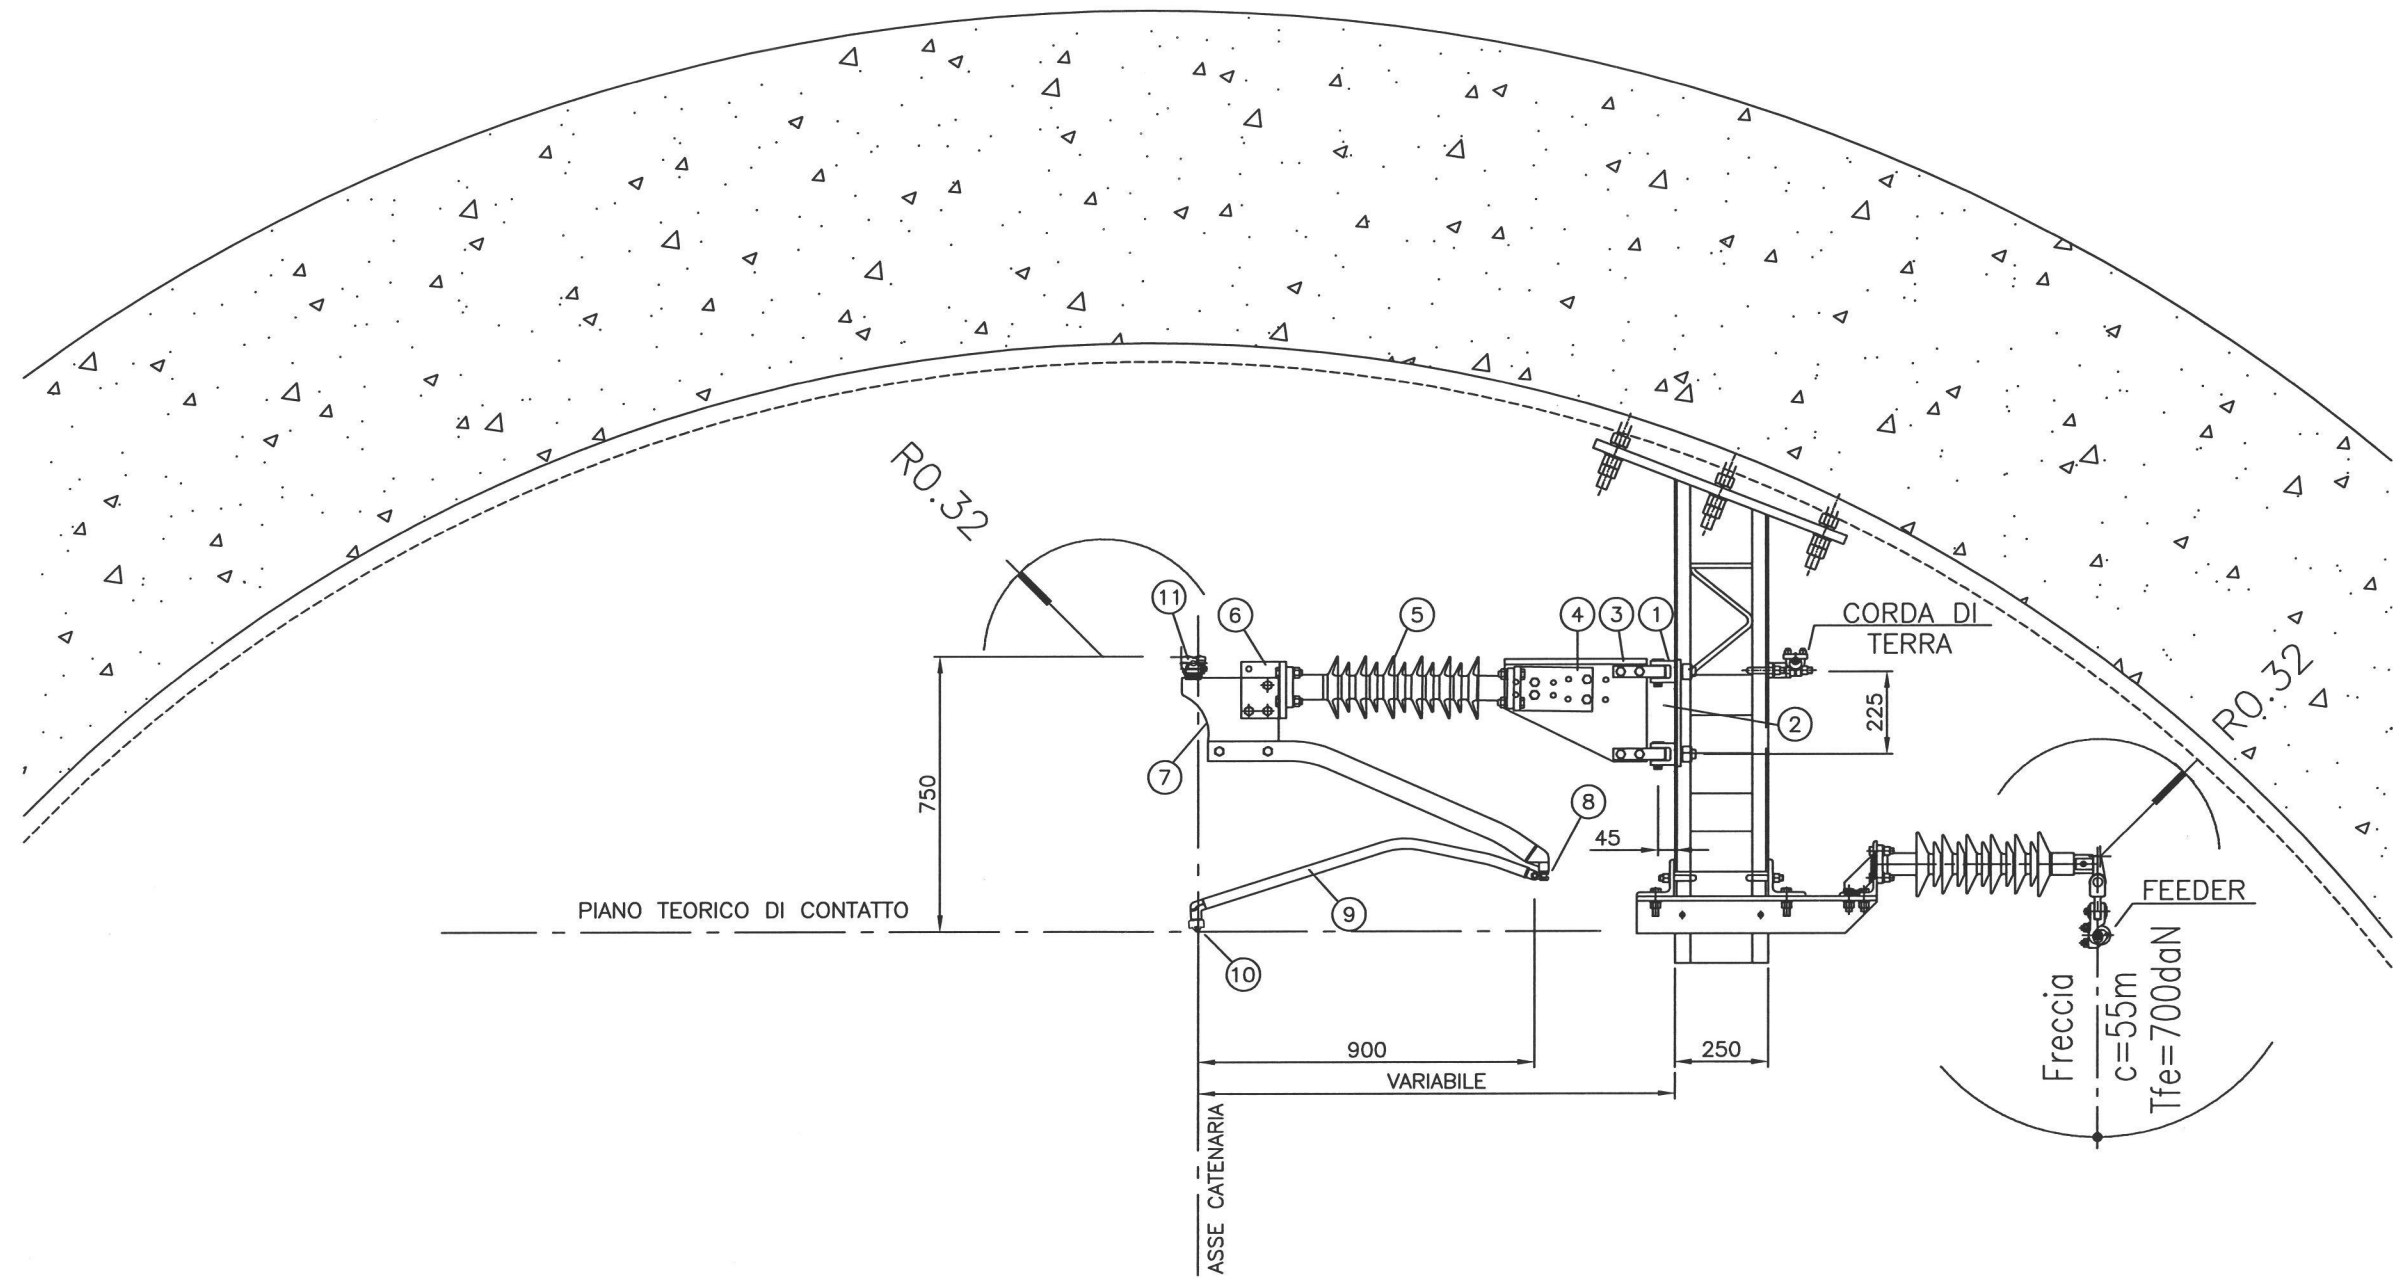 R0.32
11
6
5
4
3
1
CORDA DI
TERRA
R0.32
2
225
7
750
8
45
FEEDER
PIANO TEORICO DI CONTATTO
9
10
Freccia
c=55m
Tfe=700daN
900
250
VARIABILE
ASSE CATENARIA